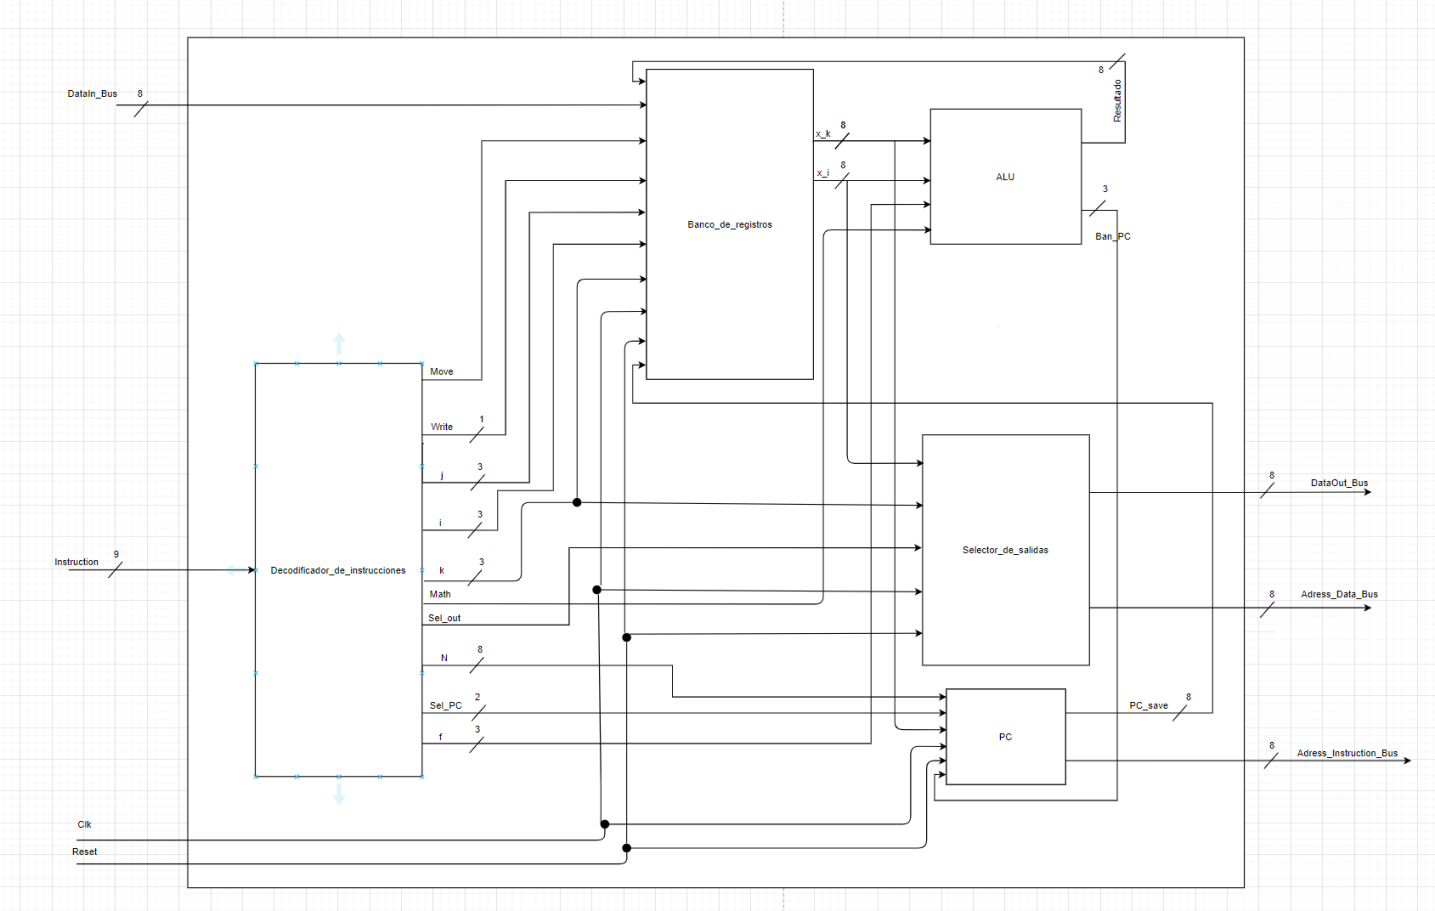 8
DataIn_Bus 8
Resultado
x_k 8
x_i 8
ALU
3
Banco_de_registros
Ban_PC
Move
Write 1
j 3
i 3
k 3
Math
Sel_out
N 8
Sel_PC 2
f 3
Instruction 9
Decodificador_de_instrucciones
Selector_de_salidas
8 DataOut_Bus
8 Adress_Data_Bus
PC_save 8
PC
8 Adress_Instruction_Bus
Clk
Reset